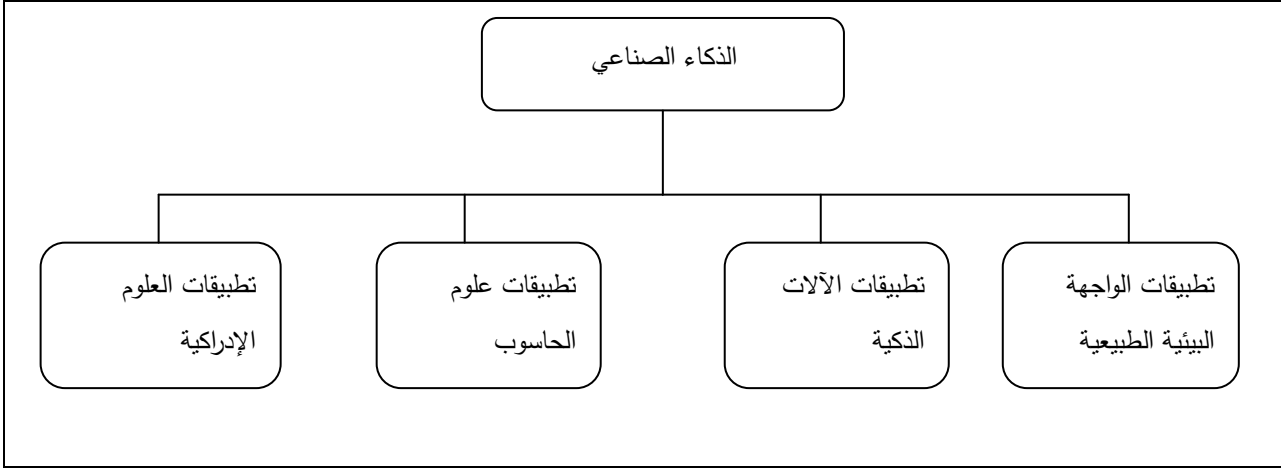 الذكاء الصناعي
تطبيقات الواجهة
البيئية الطبيعية
تطبيقات الآلات
الذكية
تطبيقات علوم
الحاسوب
تطبيقات العلوم
الإدراكية